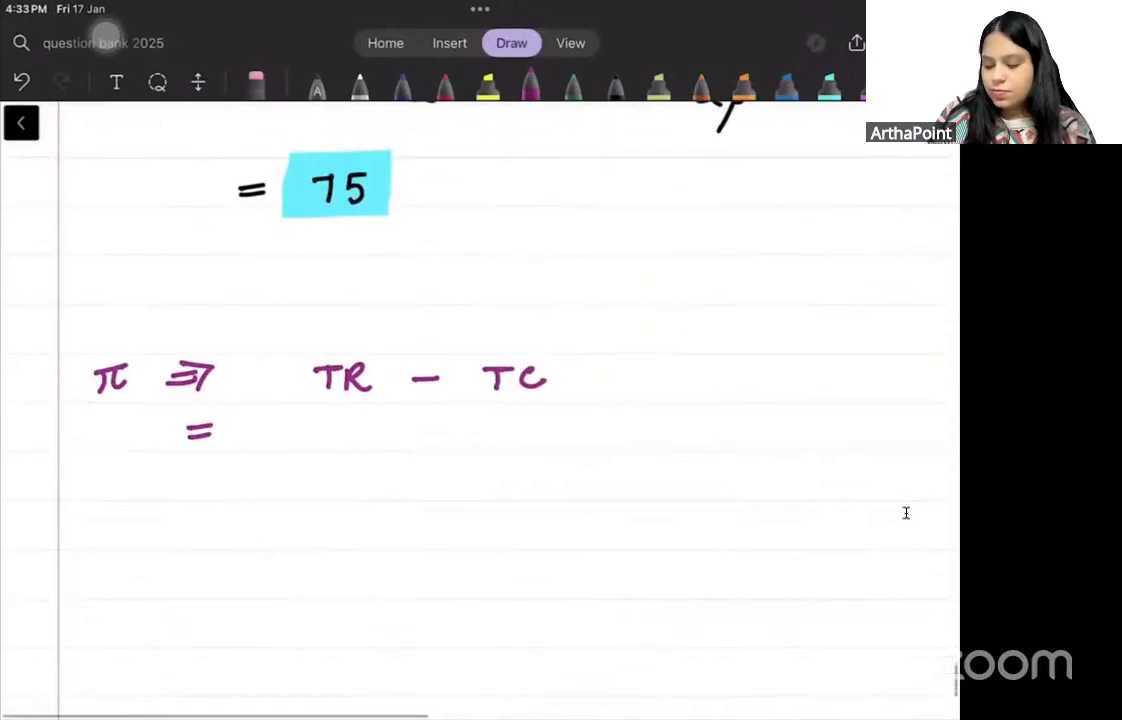 4:33 PM Fri 17 Jan
question bank 2025
Home Insert Draw View
T
A
ArthaPoint
= 75
π ⇒ TR - TC
=
zoom